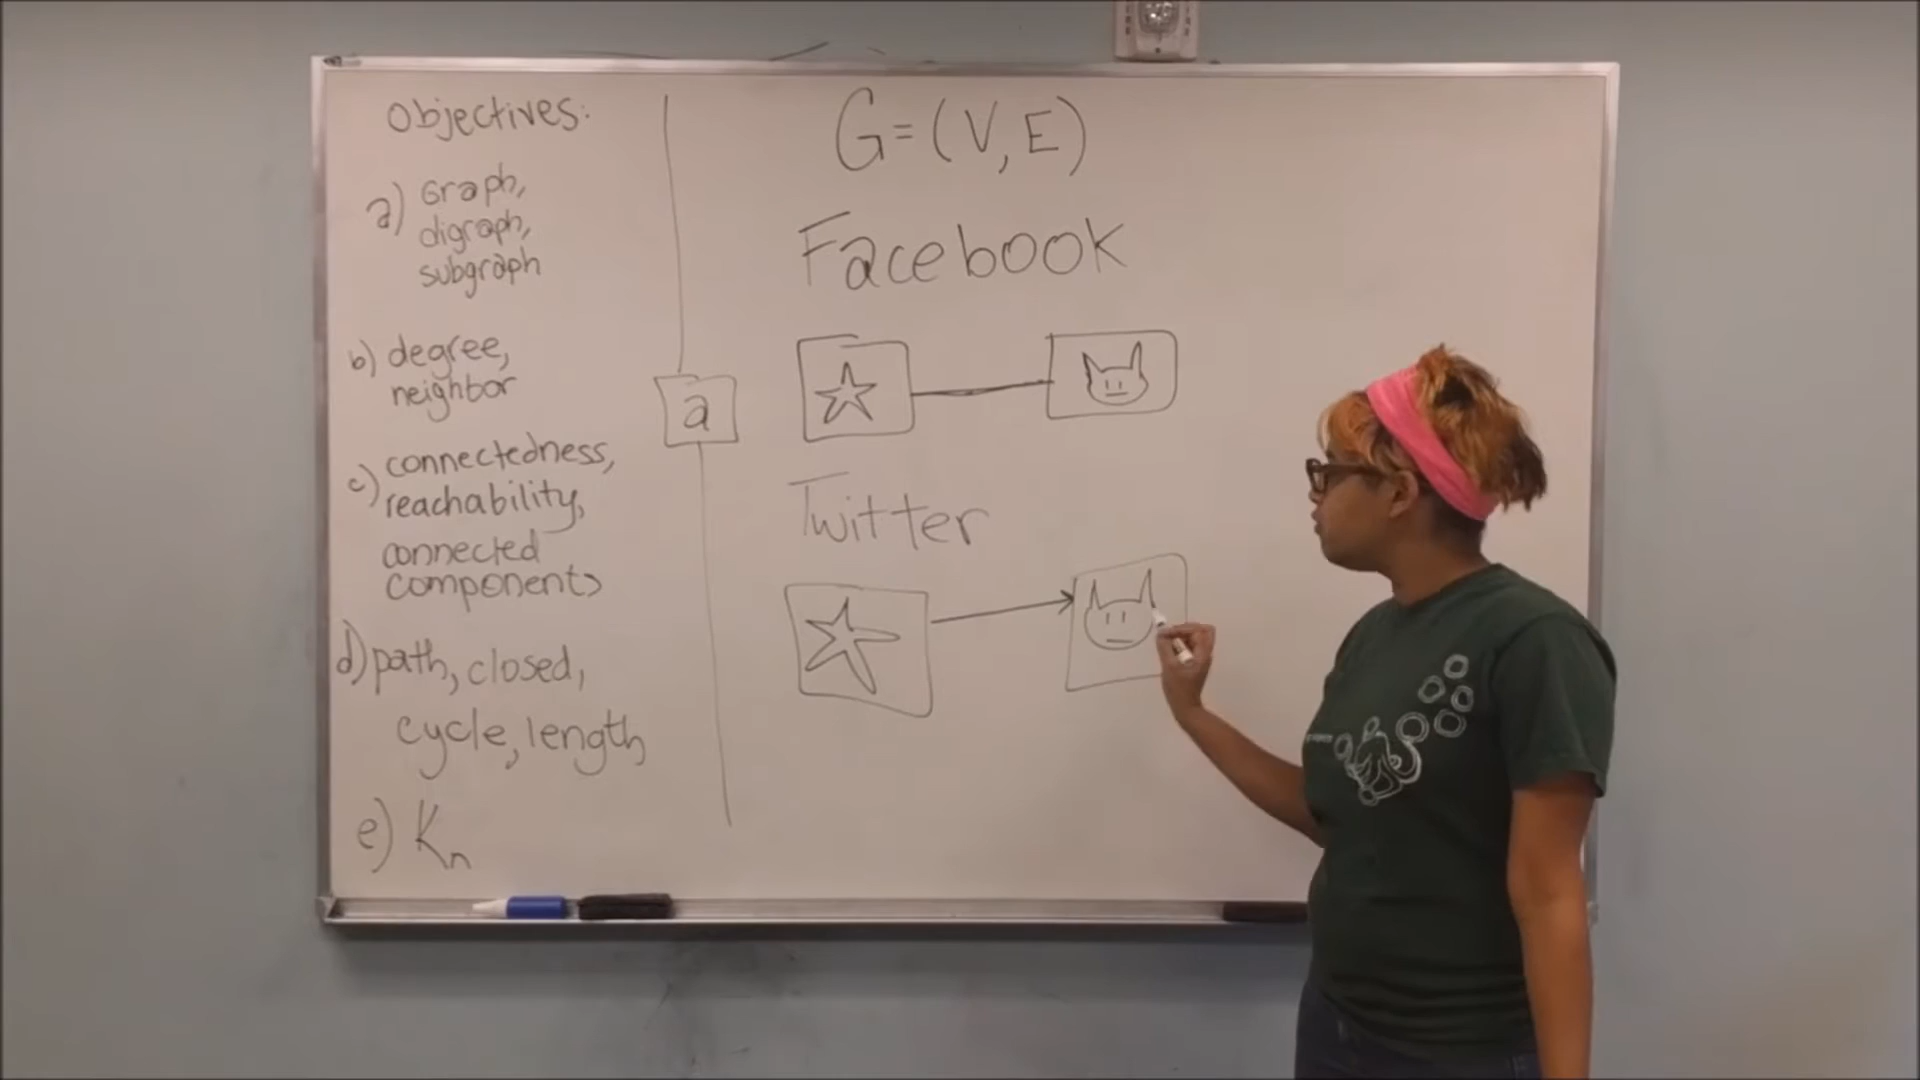 Objectives:
a) Graph,
digraph,
subgraph
b) degree,
neighbor
c) connectedness,
reachability,
connected
components
d) path, closed,
cycle, length
e) Kn
a
G=(V,E)
Facebook
Twitter